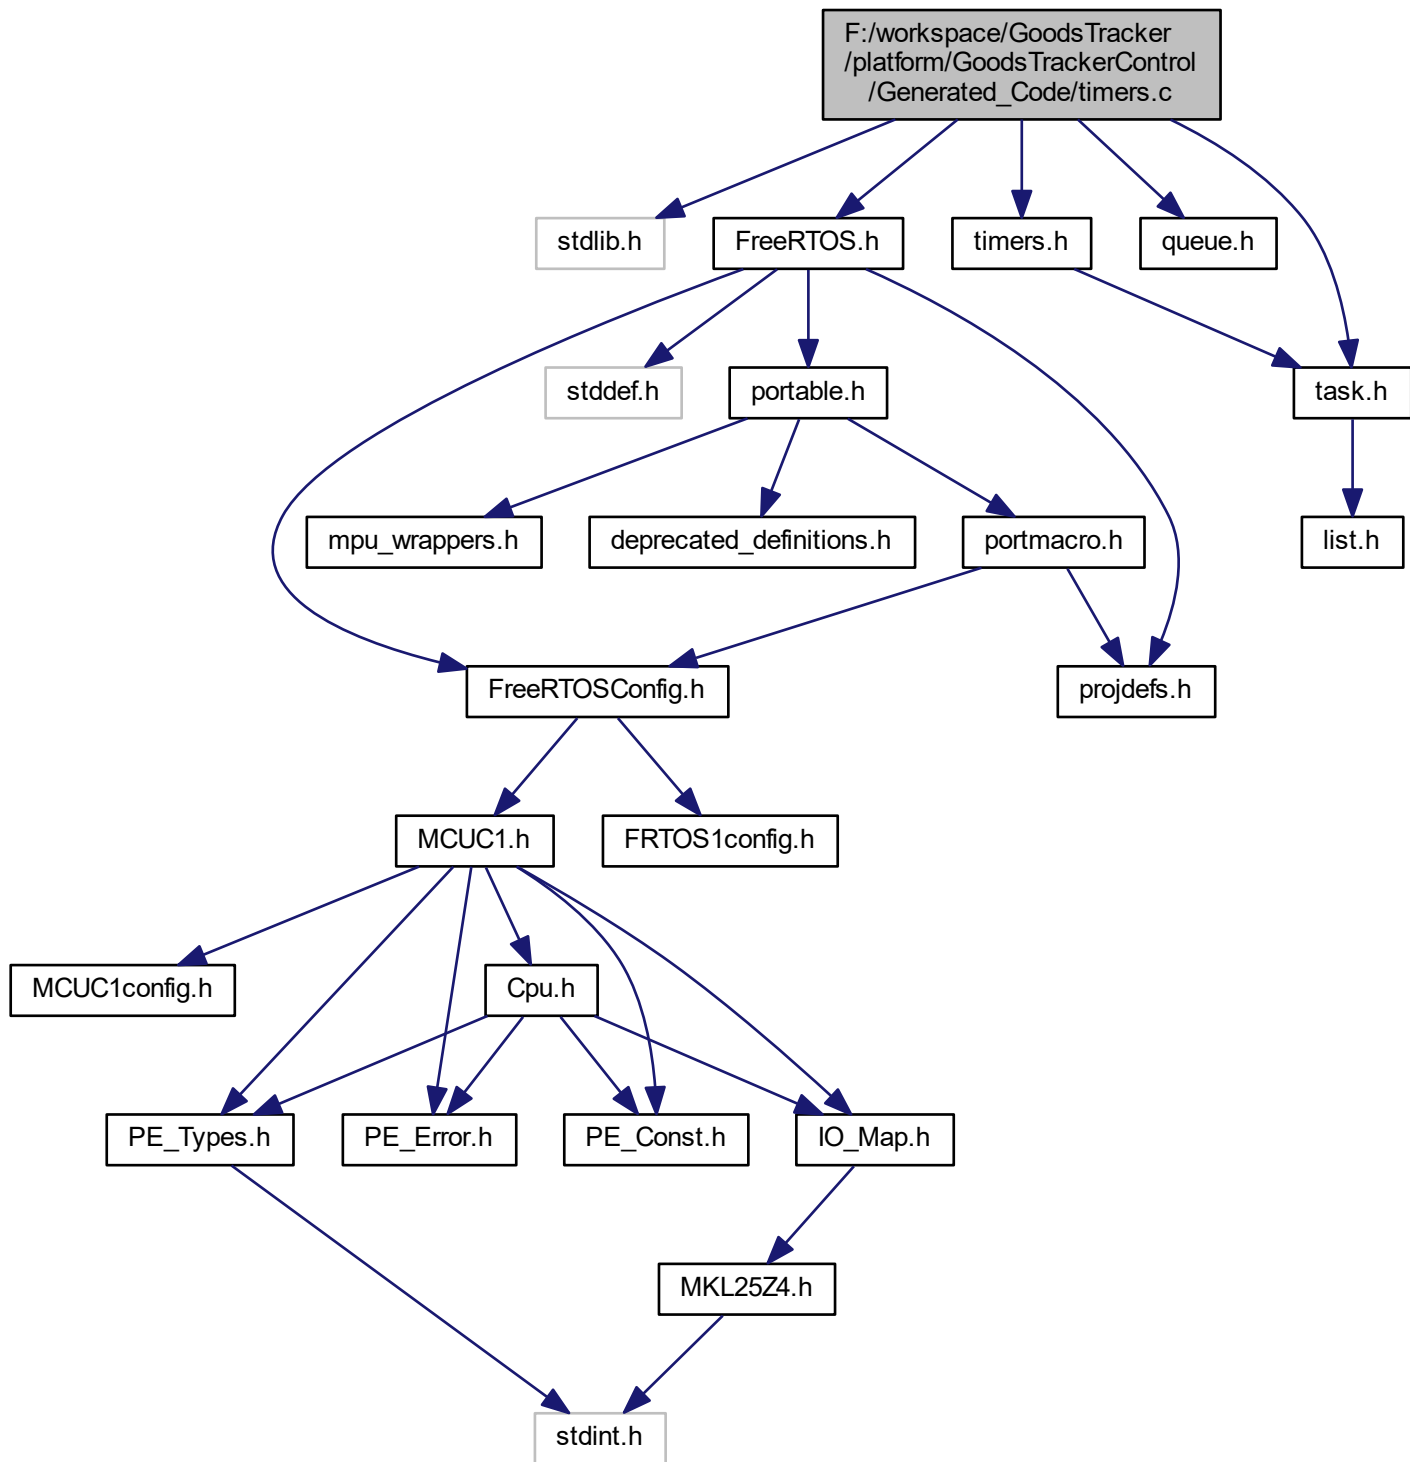 F:/workspace/GoodsTracker
/platform/GoodsTrackerControl
/Generated_Code/timers.c
stdlib.h
FreeRTOS.h
timers.h
queue.h
stddef.h
portable.h
task.h
mpu_wrappers.h
deprecated_definitions.h
portmacro.h
list.h
FreeRTOSConfig.h
projdefs.h
MCUC1.h
FRTOS1config.h
MCUC1config.h
Cpu.h
PE_Types.h
PE_Error.h
PE_Const.h
IO_Map.h
MKL25Z4.h
stdint.h